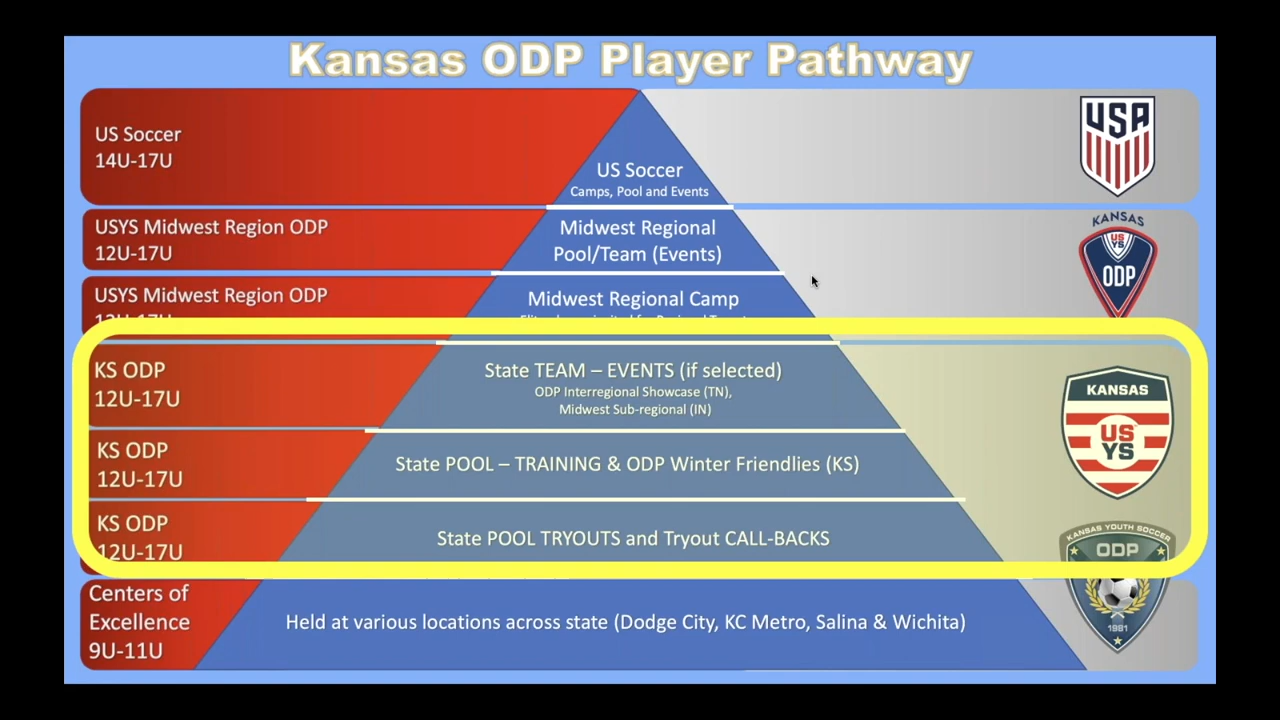 Kansas ODP Player Pathway
US Soccer
14U-17U
US Soccer
Camps, Pool and Events
USA
USYS Midwest Region ODP
12U-17U
Midwest Regional
Pool/Team (Events)
KANSAS
US
YS
ODP
USYS Midwest Region ODP
12U-17U
Midwest Regional Camp
KS ODP
12U-17U
State TEAM – EVENTS (if selected)
ODP Interregional Showcase (TN),
Midwest Sub-regional (IN)
KANSAS
US
YS
KS ODP
12U-17U
State POOL – TRAINING & ODP Winter Friendlies (KS)
KS ODP
12U-17U
State POOL TRYOUTS and Tryout CALL-BACKS
KANSAS YOUTH SOCCER
ODP
1981
Centers of
Excellence
9U-11U
Held at various locations across state (Dodge City, KC Metro, Salina & Wichita)